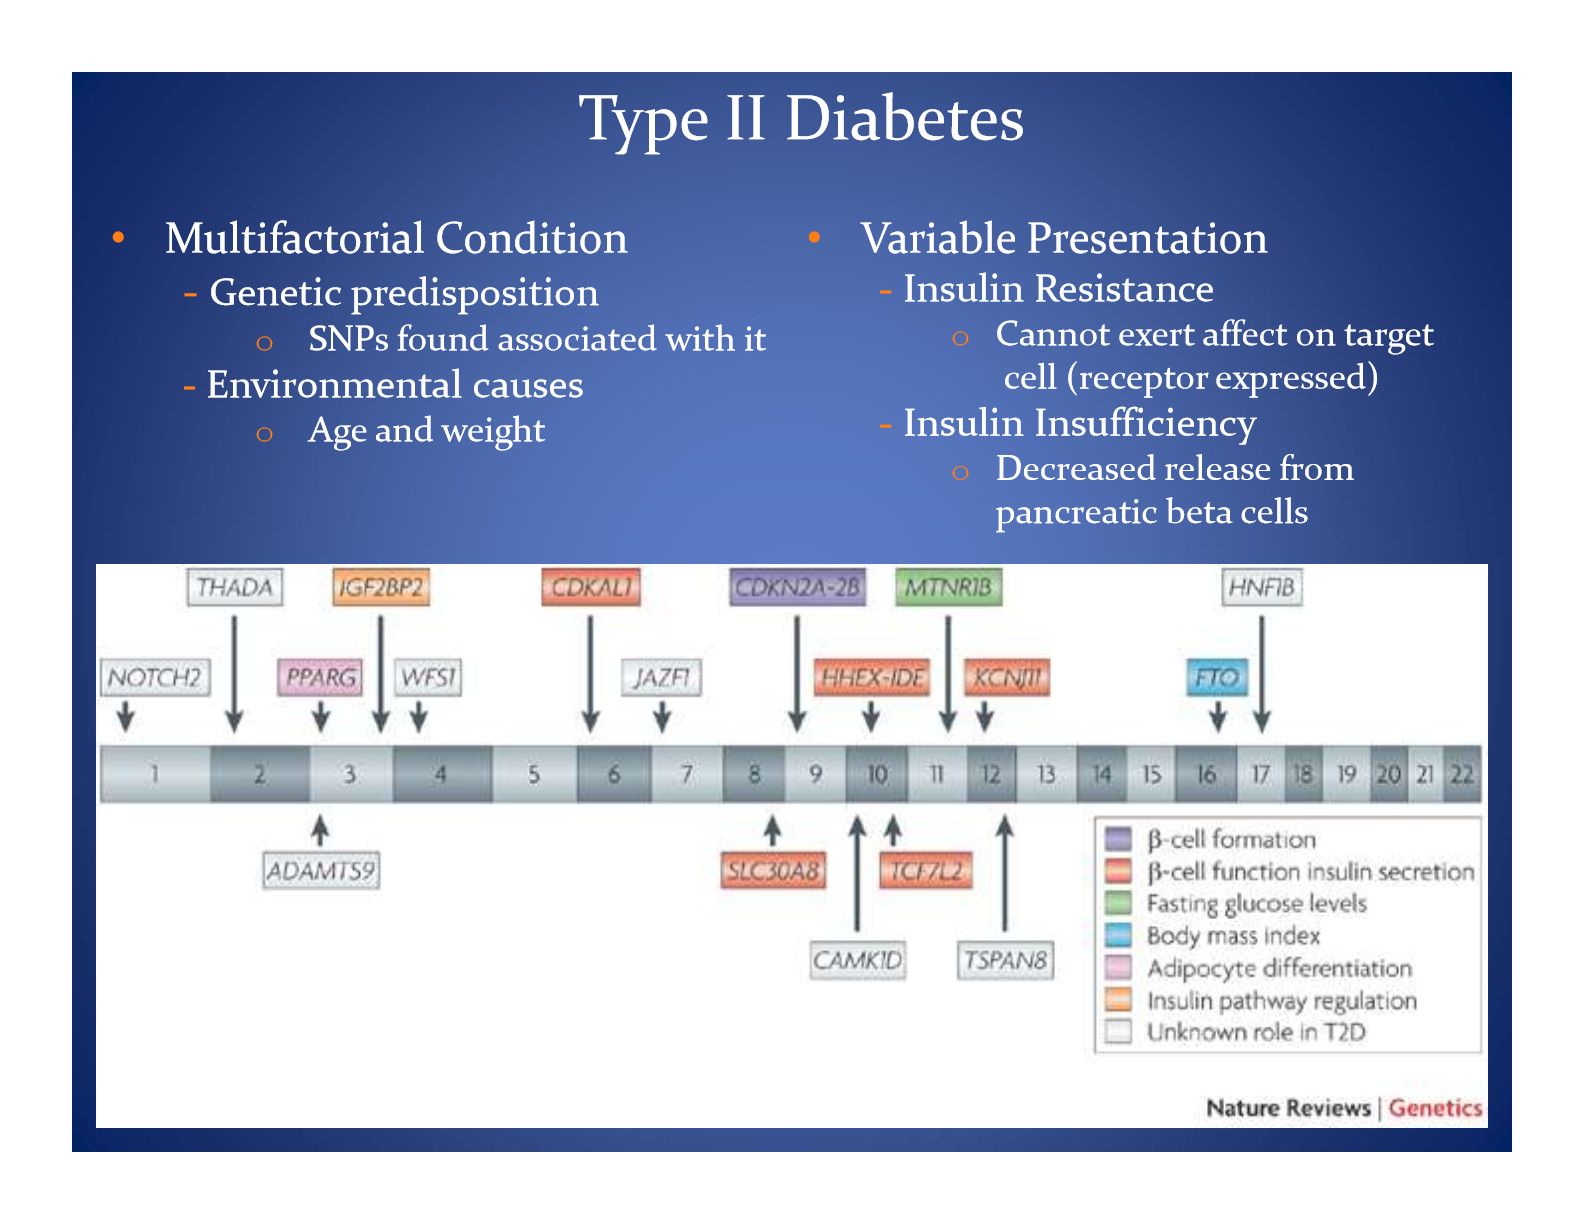 Type II Diabetes
• Multifactorial Condition
- Genetic predisposition
o SNPs found associated with it
- Environmental causes
o Age and weight
• Variable Presentation
- Insulin Resistance
o Cannot exert affect on target
cell (receptor expressed)
- Insulin Insufficiency
o Decreased release from
pancreatic beta cells
THADA IGF2BP2 CDKAL1 CDKN2A-2B MTNR1B HNF1B
NOTCH2 PPARG WFS1 JAZF1 HHEX-IDE KCNJ11 FTO
1 2 3 4 5 6 7 8 9 10 11 12 13 14 15 16 17 18 19 20 21 22
ADAMTS9 SLC30A8 TCF7L2
CAMK1D TSPAN8
β-cell formation
β-cell function insulin secretion
Fasting glucose levels
Body mass index
Adipocyte differentiation
Insulin pathway regulation
Unknown role in T2D
Nature Reviews | Genetics